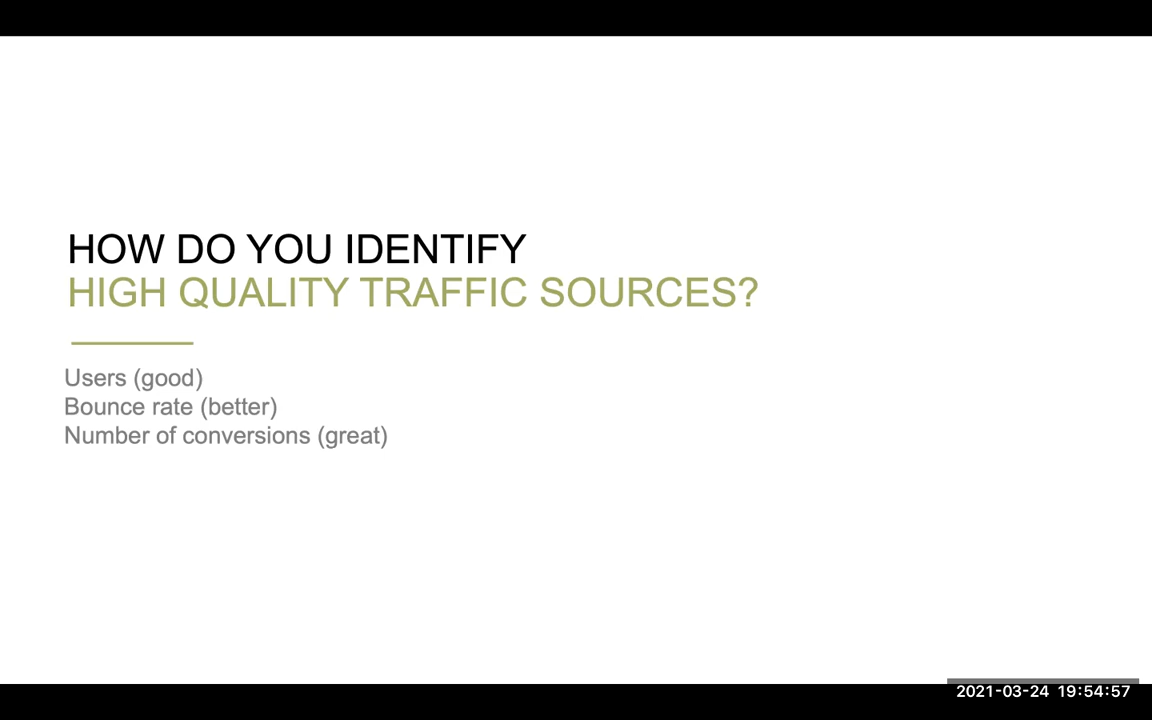 HOW DO YOU IDENTIFY
HIGH QUALITY TRAFFIC SOURCES?
Users (good)
Bounce rate (better)
Number of conversions (great)
2021-03-24 19:54:57